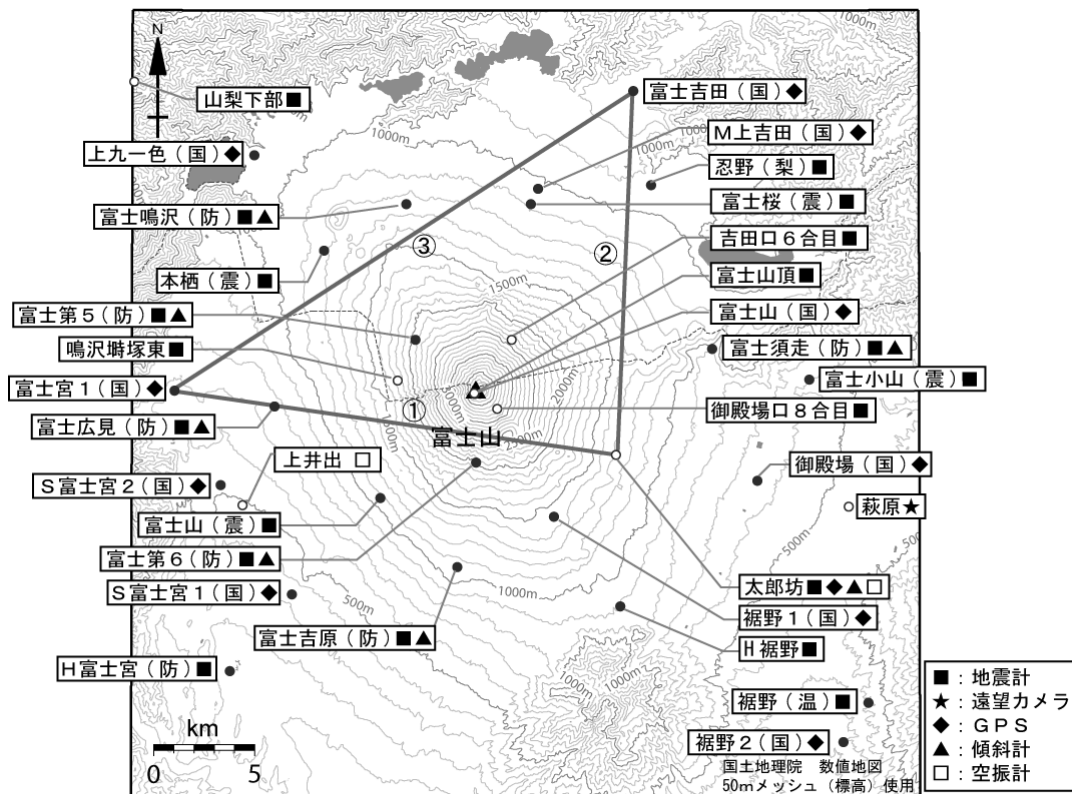 1000m
N
山梨下部■
富士吉田（国）◆
1000m
M上吉田（国）◆
1000m
1000m
上九一色（国）◆
忍野（梨）■
富士鳴沢（防）■▲
富士桜（震）■
吉田口６合目■
③
②
本栖（震）■
富士山頂■
1500m
富士第５（防）■▲
富士山（国）◆
鳴沢塒塚東■
富士須走（防）■▲
富士宮１（国）◆
2000m
富士小山（震）■
①
富士広見（防）■▲
御殿場口８合目■
富士山
上井出 □
御殿場（国）◆
S富士宮２（国）◆
萩原★
富士山（震）■
500m
富士第６（防）■▲
太郎坊■◆▲□
S富士宮１（国）◆
1000m
500m
裾野１（国）◆
富士吉原（防）■▲
H裾野■
H富士宮（防）■
1000m
1000m
裾野（温）■
km
0 5
裾野２（国）◆
国土地理院 数値地図
50mメッシュ（標高）使用
■：地震計
★：遠望カメラ
◆：GPS
▲：傾斜計
□：空振計